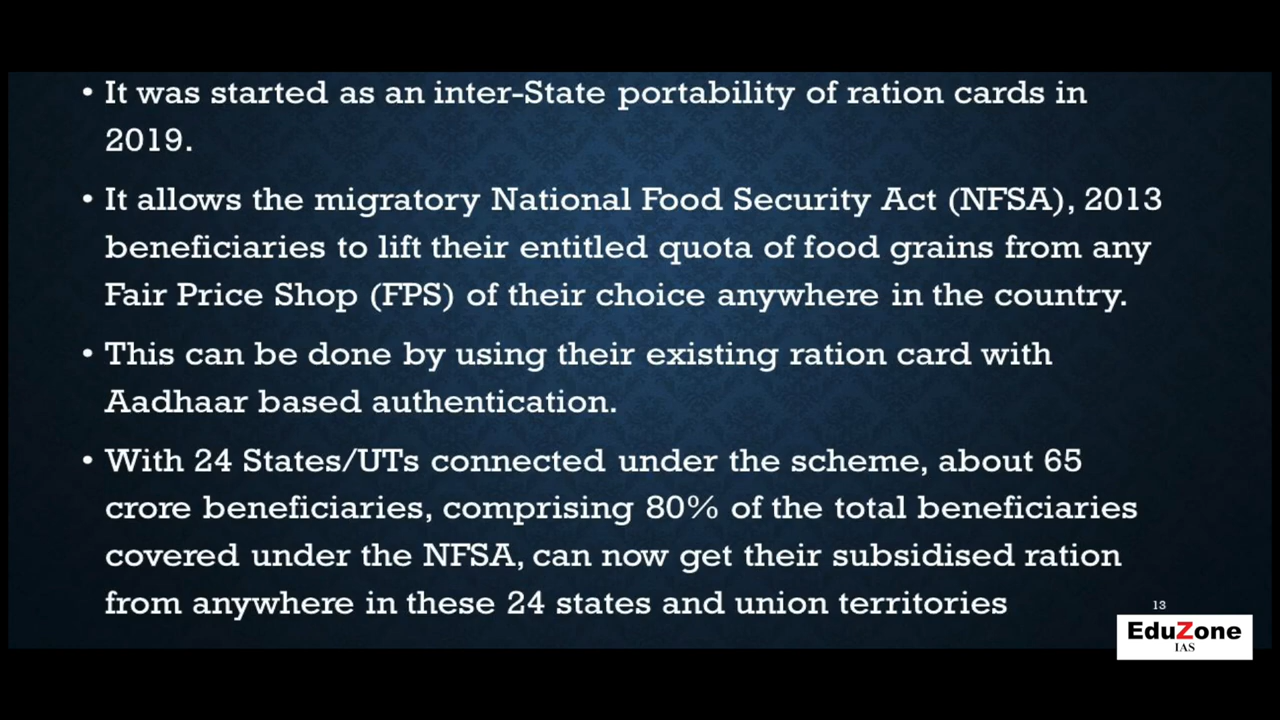 • It was started as an inter-State portability of ration cards in
2019.
• It allows the migratory National Food Security Act (NFSA), 2013
beneficiaries to lift their entitled quota of food grains from any
Fair Price Shop (FPS) of their choice anywhere in the country.
• This can be done by using their existing ration card with
Aadhaar based authentication.
• With 24 States/UTs connected under the scheme, about 65
crore beneficiaries, comprising 80% of the total beneficiaries
covered under the NFSA, can now get their subsidised ration
from anywhere in these 24 states and union territories
13
EduZone
IAS